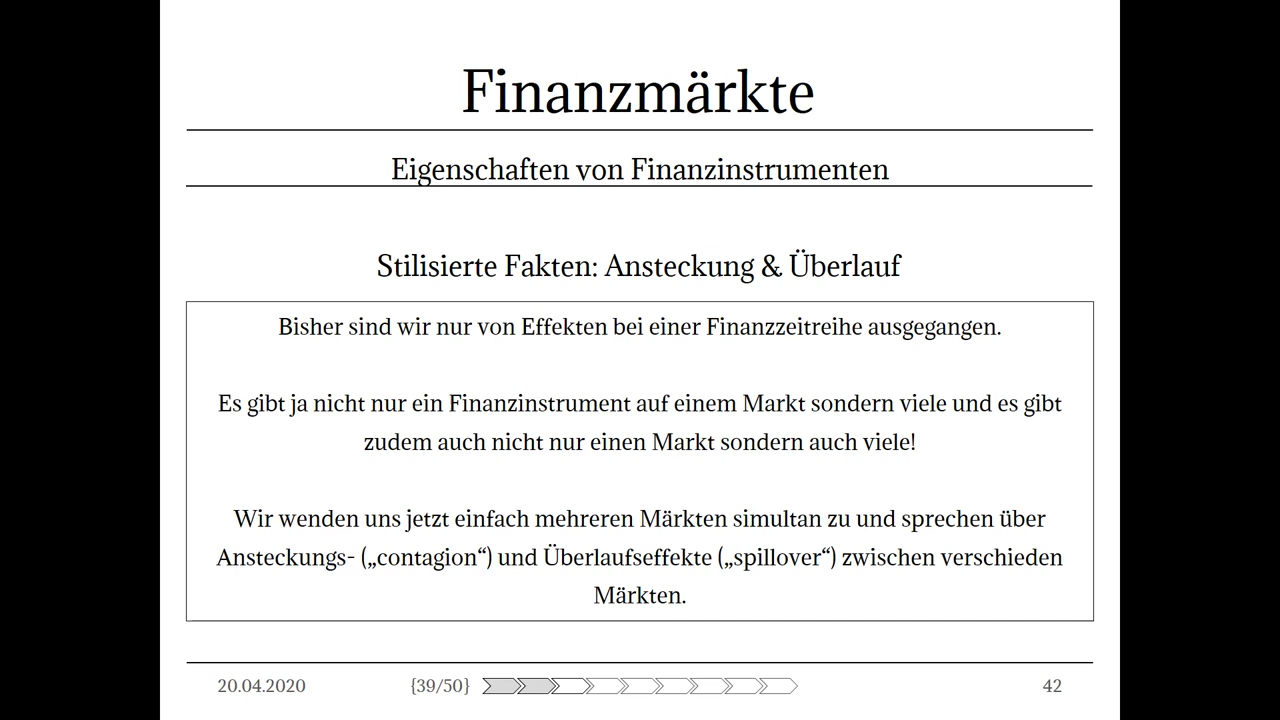 Finanzmärkte
Eigenschaften von Finanzinstrumenten
Stilisierte Fakten: Ansteckung & Überlauf
Bisher sind wir nur von Effekten bei einer Finanzzeitreihe ausgegangen.
Es gibt ja nicht nur ein Finanzinstrument auf einem Markt sondern viele und es gibt
zudem auch nicht nur einen Markt sondern auch viele!
Wir wenden uns jetzt einfach mehreren Märkten simultan zu und sprechen über
Ansteckungs- („contagion“) und Überlaufseffekte („spillover“) zwischen verschieden
Märkten.
20.04.2020 {39/50} 42